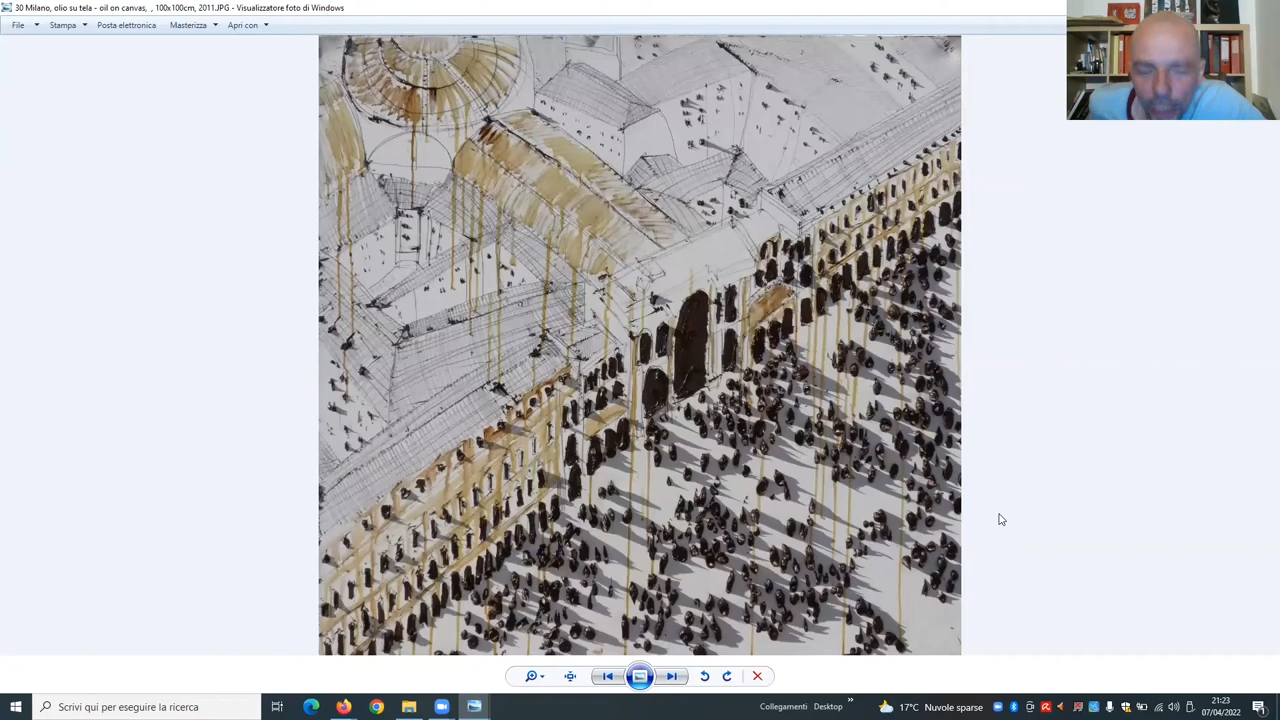 30 Milano, olio su tela - oil on canvas, , 100x100cm, 2011.JPG - Visualizzatore foto di Windows
File Stampa Posta elettronica Masterizza Apri con
Scrivi qui per eseguire la ricerca
Collegamenti Desktop
17°C Nuvole sparse
21:23
07/04/2022